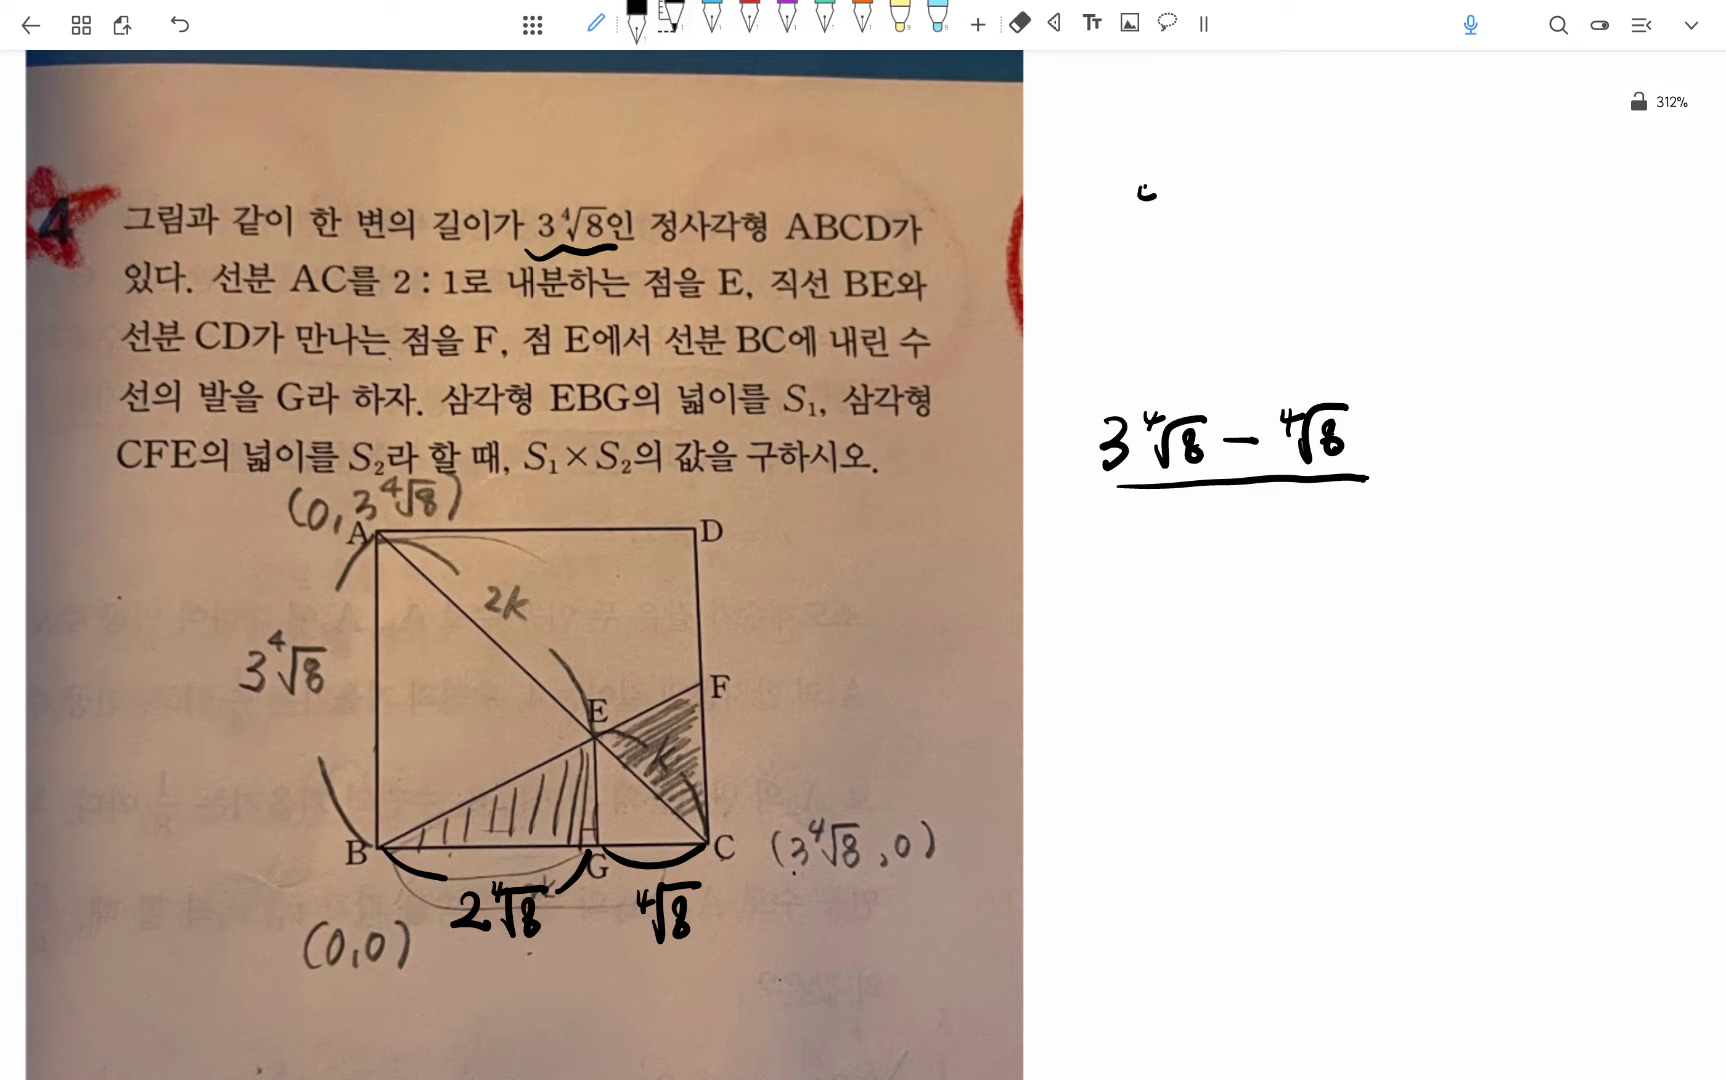 Tt
312%
4 그림과 같이 한 변의 길이가 3∜8인 정사각형 ABCD가
있다. 선분 AC를 2 : 1로 내분하는 점을 E, 직선 BE와
선분 CD가 만나는 점을 F, 점 E에서 선분 BC에 내린 수
선의 발을 G라 하자. 삼각형 EBG의 넓이를 S₁, 삼각형
CFE의 넓이를 S₂라 할 때, S₁×S₂의 값을 구하시오.
3∜8 − ∜8
(0, 3∜8)
A
D
2k
3∜8
F
E
k
B
G
C
(3∜8, 0)
2∜8
∜8
(0,0)